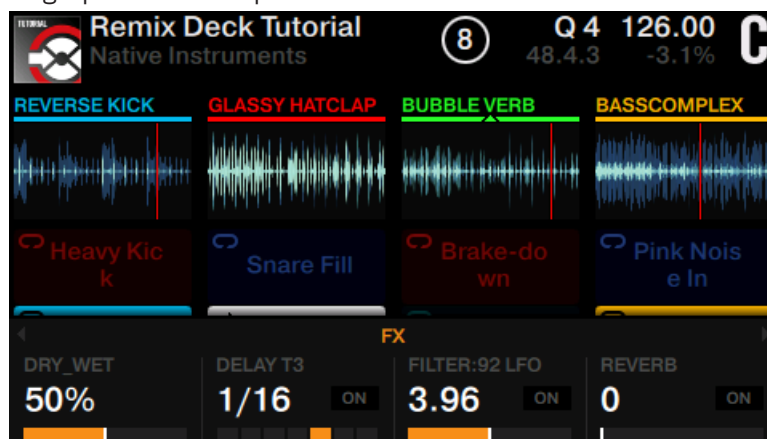 TUTORIAL
Remix Deck Tutorial
Native Instruments
8
Q 4 126.00
48.4.3 -3.1%
C
REVERSE KICK GLASSY HATCLAP BUBBLE VERB BASSCOMPLEX
Heavy Kic
k
Snare Fill
Brake-do
wn
Pink Nois
e In
FX
DRY_WET DELAY T3 FILTER:92 LFO REVERB
50% 1/16 ON 3.96 ON 0 ON